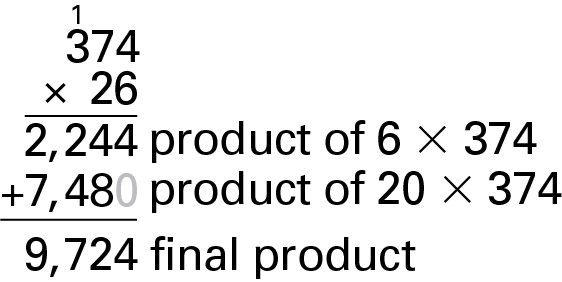 1
374
× 26
2,244 product of 6 × 374
+7,480 product of 20 × 374
9,724 final product